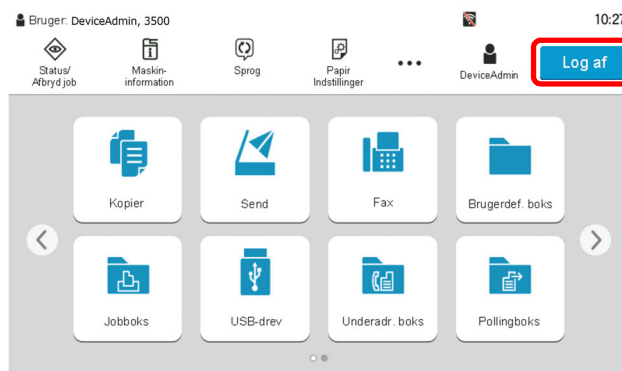 Bruger: DeviceAdmin, 3500
10:27
Status/
Afbryd job
Maskin-
information
Sprog
Papir
Indstillinger
DeviceAdmin
Log af
Kopier
Send
Fax
Brugerdef. boks
Jobboks
USB-drev
Underadr. boks
Pollingboks